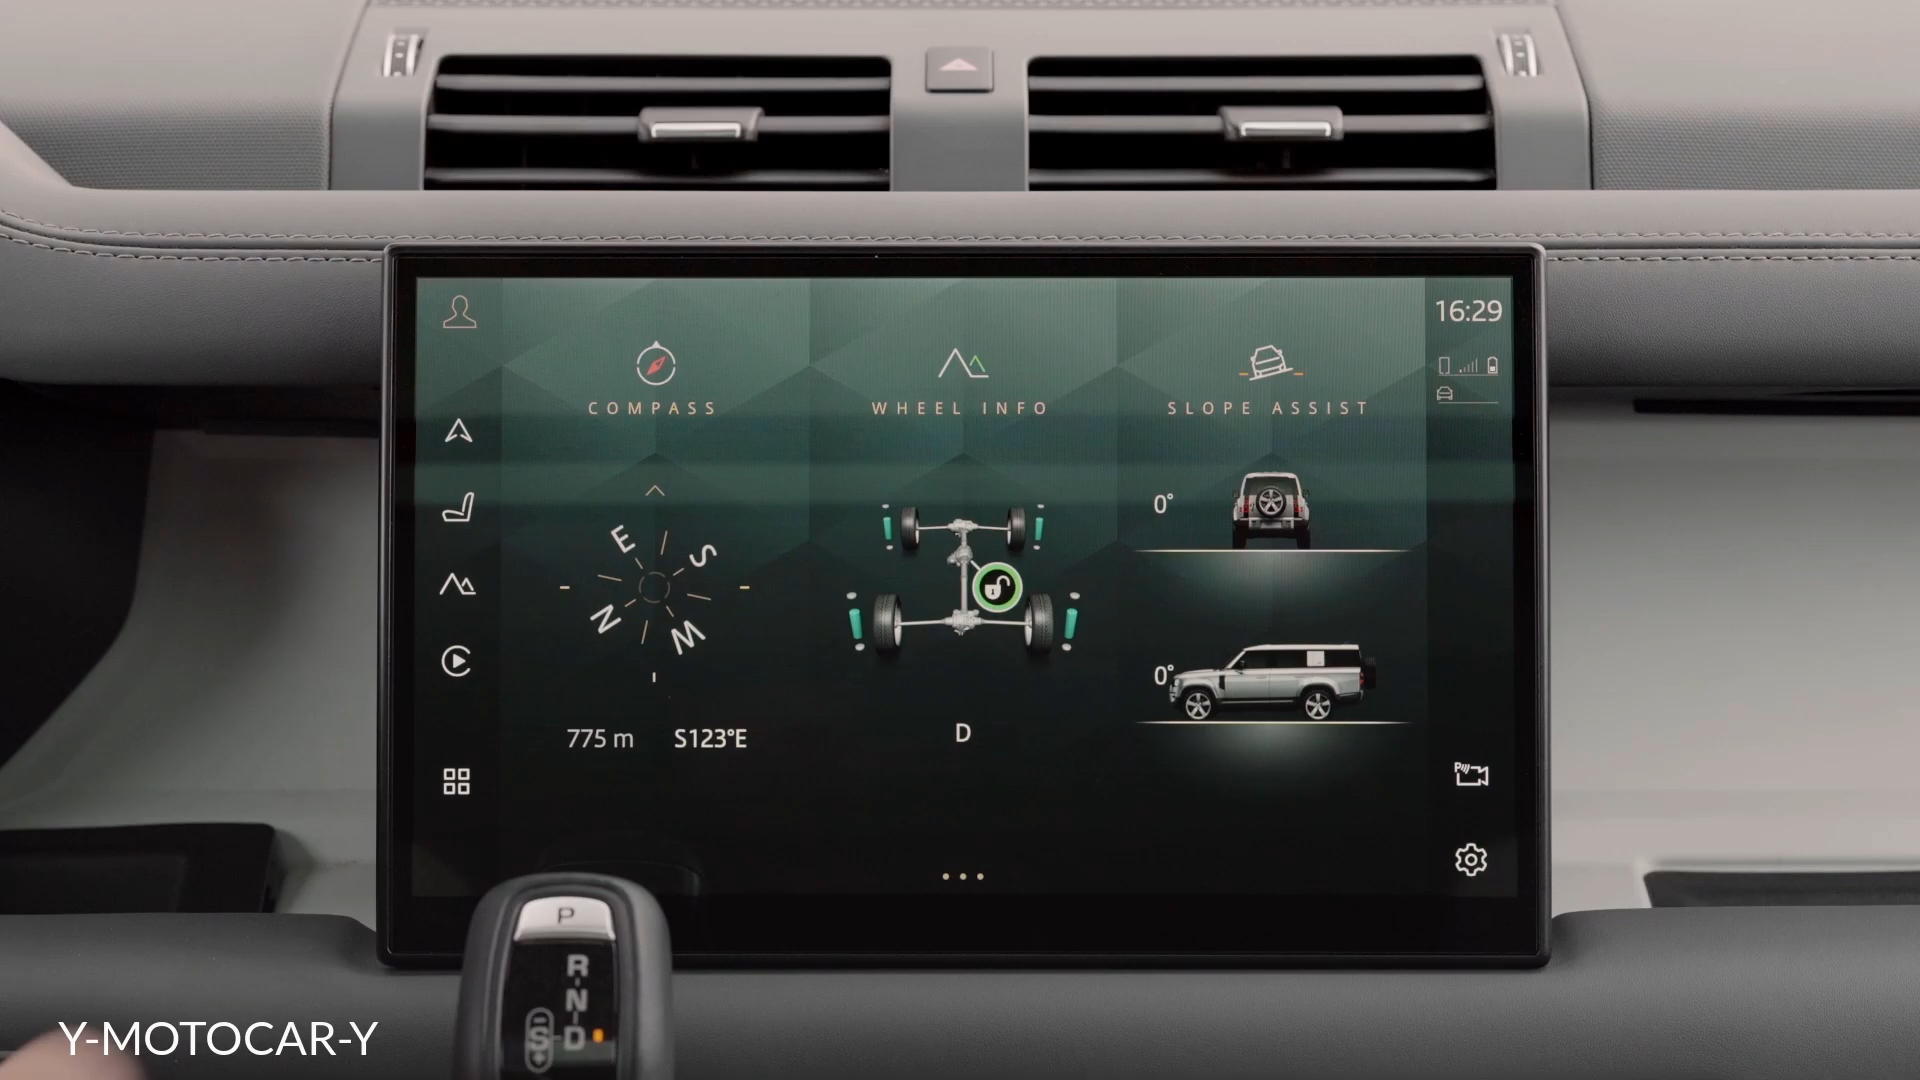 16:29
COMPASS
WHEEL INFO
SLOPE ASSIST
E
S
N
W
0°
0°
775 m
S123°E
D
P
P
R
N
S
D
Y-MOTOCAR-Y